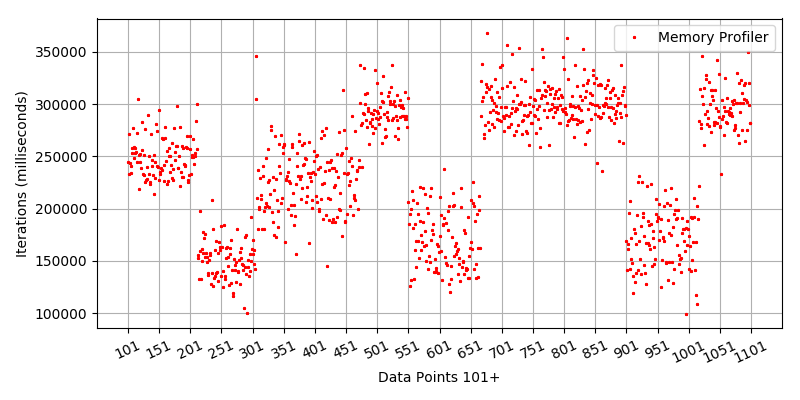 Memory Profiler
350000
300000
250000
200000
150000
100000
Iterations (milliseconds)
101 151 201 251 301 351 401 451 501 551 601 651 701 751 801 851 901 951 1001 1051 1101
Data Points 101+